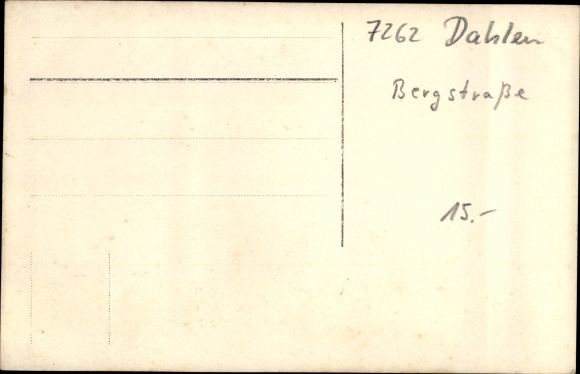 7262 Dahlen
Bergstraße
15.-